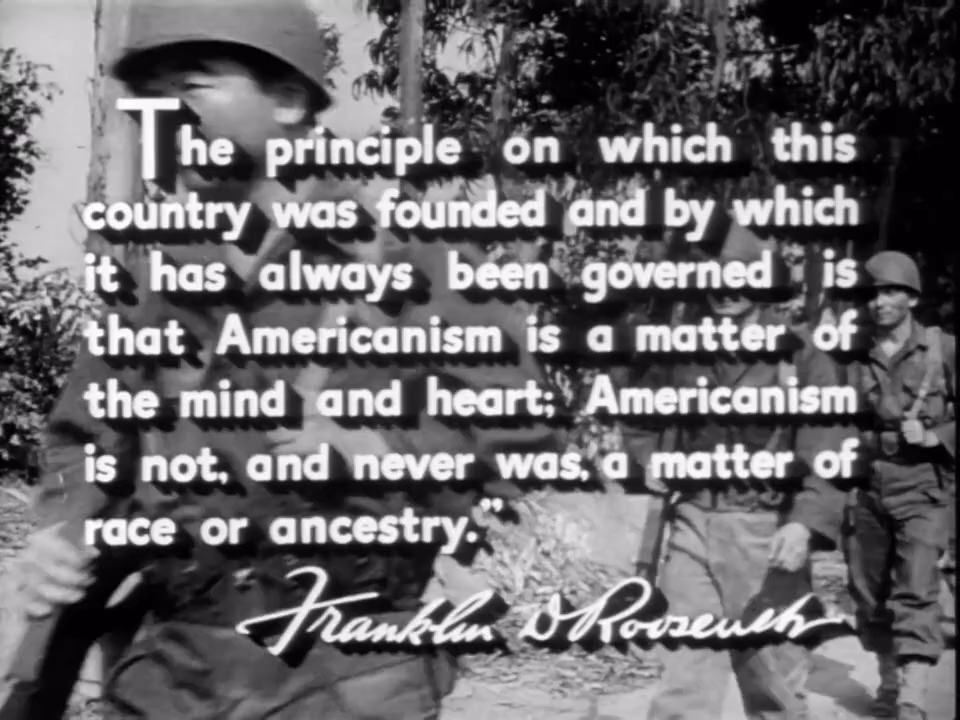 The principle on which this
country was founded and by which
it has always been governed is
that Americanism is a matter of
the mind and heart; Americanism
is not, and never was, a matter of
race or ancestry.”
Franklin D Roosevelt